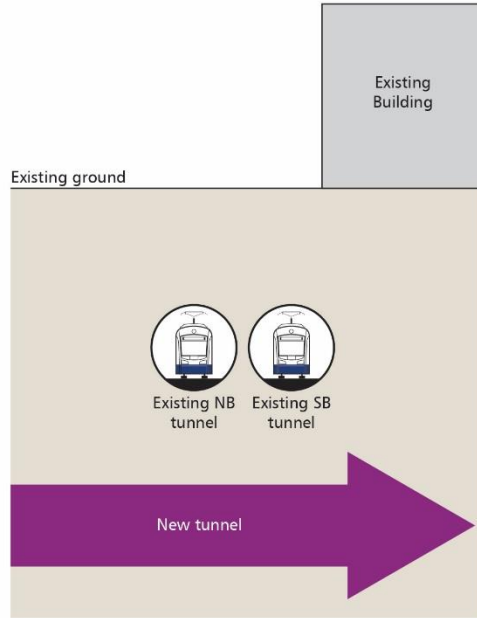 Existing
Building
Existing ground
Existing NB
tunnel
Existing SB
tunnel
New tunnel